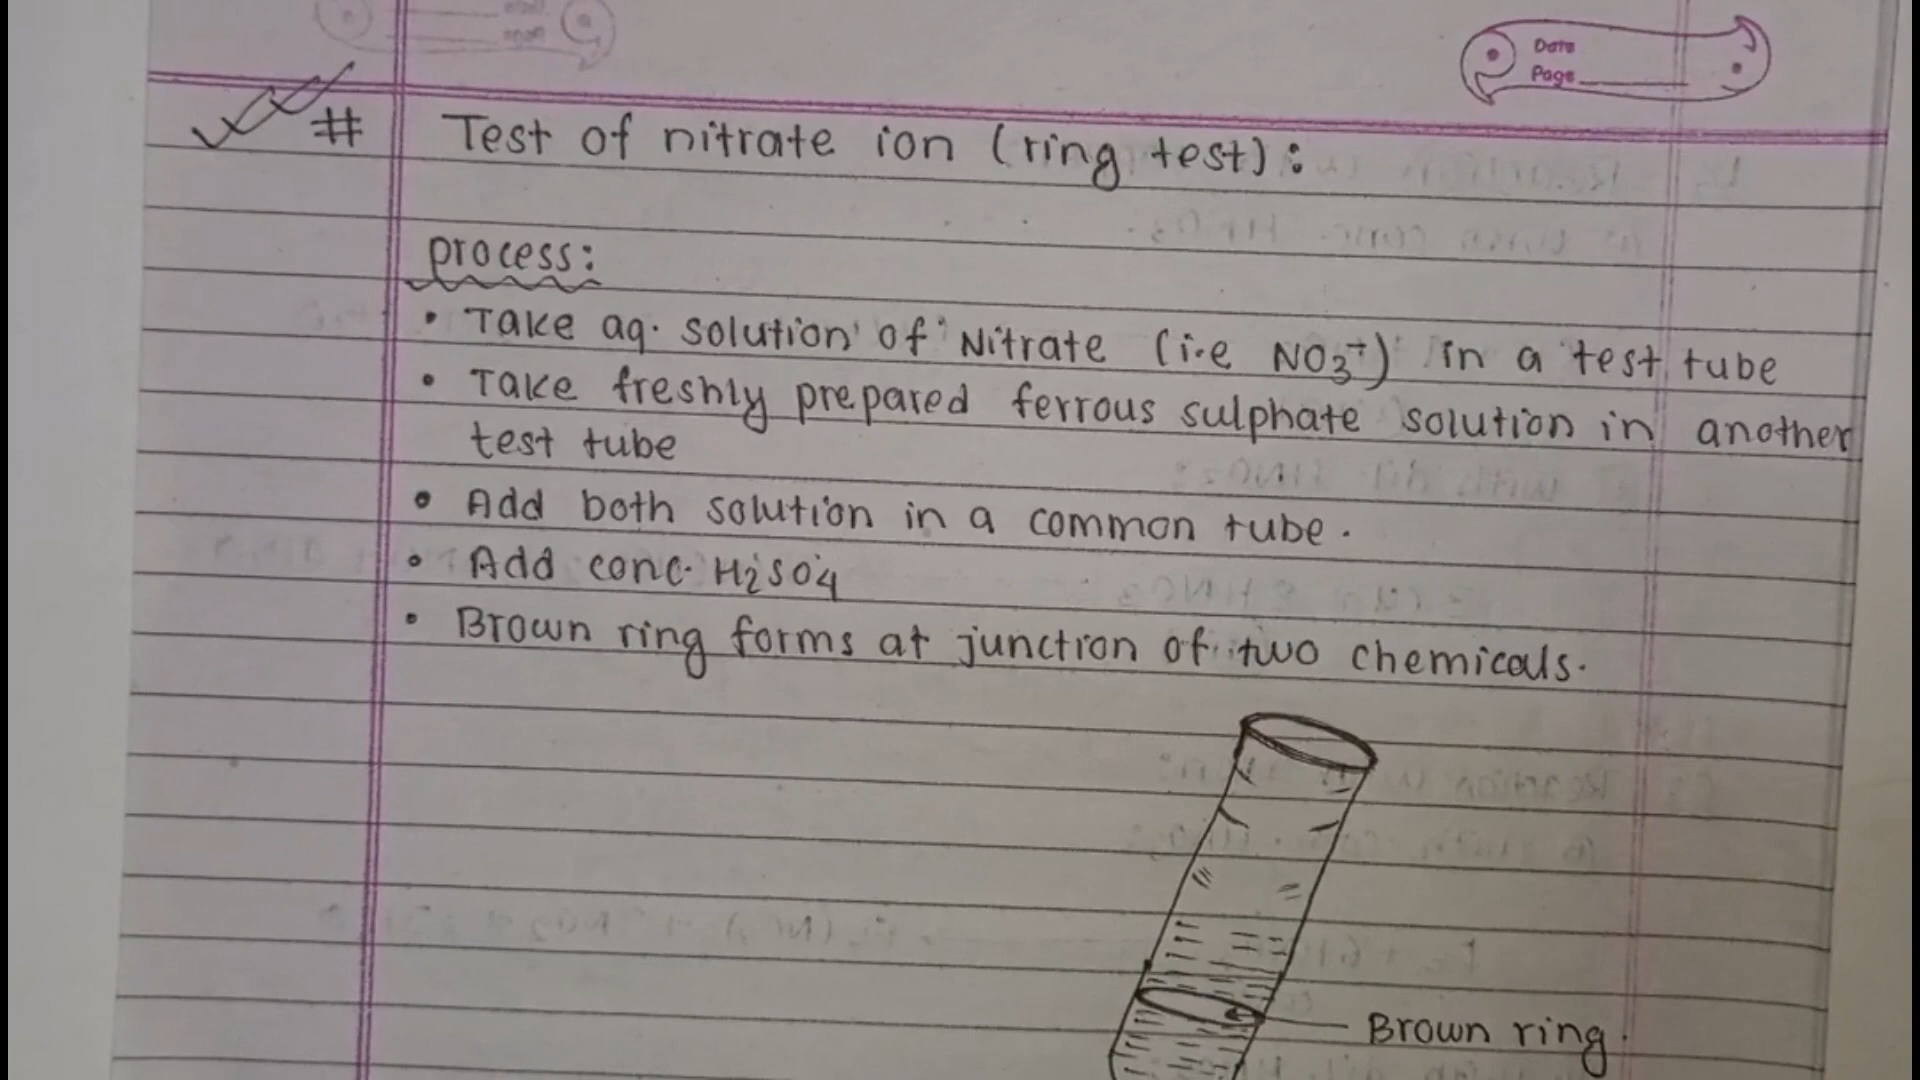 Date
Page
# Test of nitrate ion (ring test):
process:
• Take aq. solution of Nitrate (i.e NO3⁻) in a test tube
• Take freshly prepared ferrous sulphate solution in another
test tube
• Add both solution in a common tube.
• Add conc. H2SO4
• Brown ring forms at junction of two chemicals.
Brown ring.